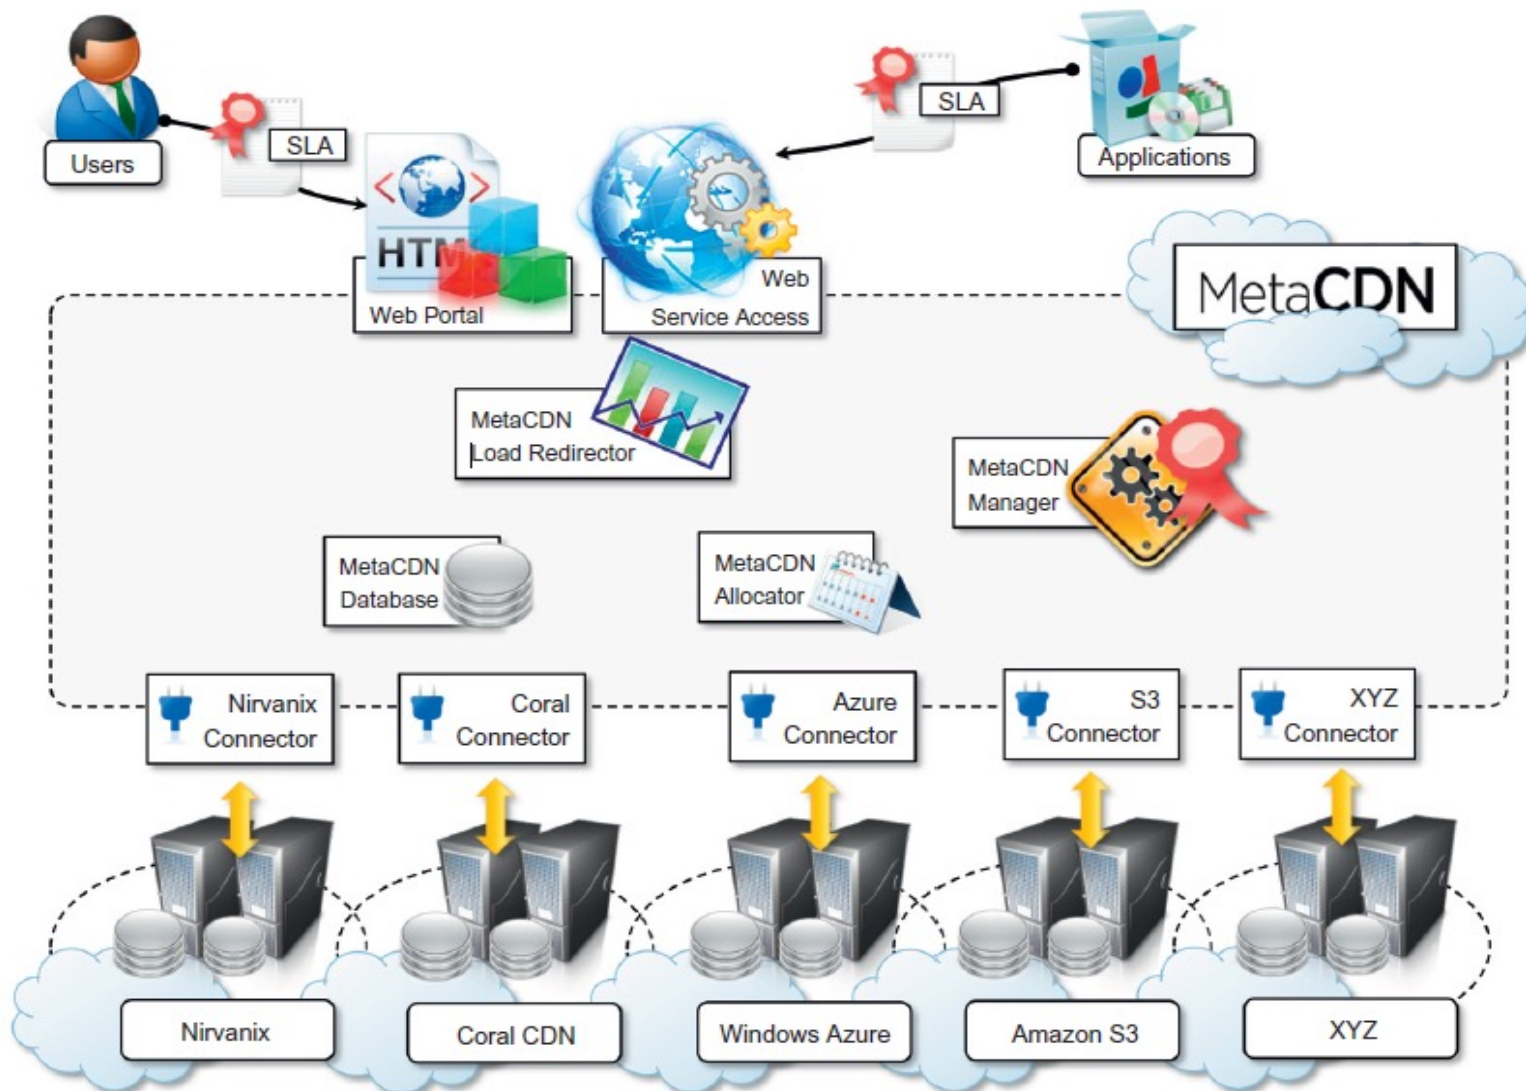 SLA
SLA
Users
Applications
HTM
Web Portal
Web
Service Access
MetaCDN
MetaCDN
Load Redirector
MetaCDN
Manager
MetaCDN
Database
MetaCDN
Allocator
Nirvanix
Connector
Coral
Connector
Azure
Connector
S3
Connector
XYZ
Connector
Nirvanix
Coral CDN
Windows Azure
Amazon S3
XYZ